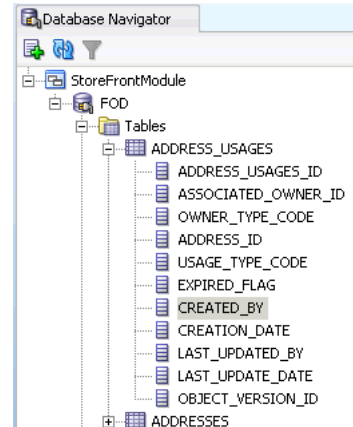 Database Navigator
StoreFrontModule
FOD
Tables
ADDRESS_USAGES
ADDRESS_USAGES_ID
ASSOCIATED_OWNER_ID
OWNER_TYPE_CODE
ADDRESS_ID
USAGE_TYPE_CODE
EXPIRED_FLAG
CREATED_BY
CREATION_DATE
LAST_UPDATED_BY
LAST_UPDATE_DATE
OBJECT_VERSION_ID
ADDRESSES